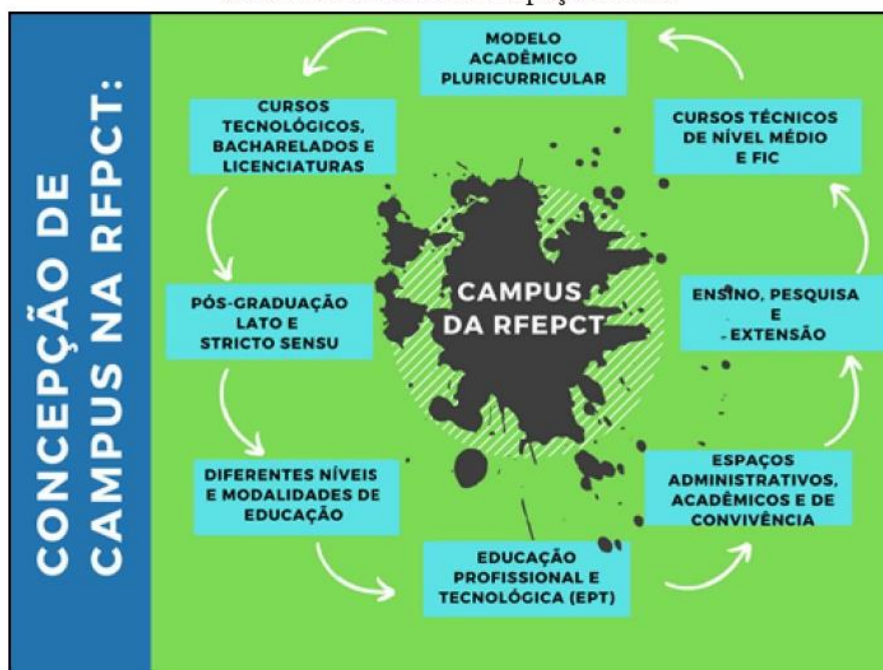 CONCEPÇÃO DE
CAMPUS NA RFPCT:
MODELO
ACADÊMICO
PLURICURRICULAR
CURSOS
TECNOLÓGICOS,
BACHARELADOS E
LICENCIATURAS
PÓS-GRADUAÇÃO
LATO E
STRICTO SENSU
DIFERENTES NÍVEIS
E MODALIDADES DE
EDUCAÇÃO
EDUCAÇÃO
PROFISSIONAL E
TECNOLÓGICA (EPT)
ESPAÇOS
ADMINISTRATIVOS,
ACADÊMICOS E DE
CONVIVÊNCIA
ENSINO, PESQUISA
E
EXTENSÃO
CURSOS TÉCNICOS
DE NÍVEL MÉDIO
E FIC
CAMPUS
DA RFEPCT